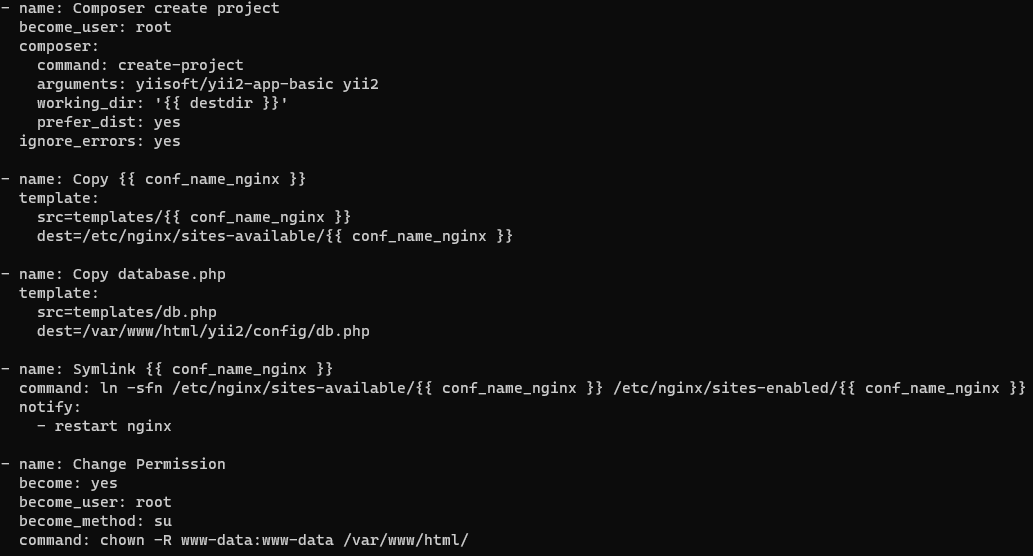 - name: Composer create project
  become_user: root
  composer:
    command: create-project
    arguments: yiisoft/yii2-app-basic yii2
    working_dir: '{{ destdir }}'
    prefer_dist: yes
  ignore_errors: yes

- name: Copy {{ conf_name_nginx }}
  template:
    src=templates/{{ conf_name_nginx }}
    dest=/etc/nginx/sites-available/{{ conf_name_nginx }}

- name: Copy database.php
  template:
    src=templates/db.php
    dest=/var/www/html/yii2/config/db.php

- name: Symlink {{ conf_name_nginx }}
  command: ln -sfn /etc/nginx/sites-available/{{ conf_name_nginx }} /etc/nginx/sites-enabled/{{ conf_name_nginx }}
  notify:
    - restart nginx

- name: Change Permission
  become: yes
  become_user: root
  become_method: su
  command: chown -R www-data:www-data /var/www/html/